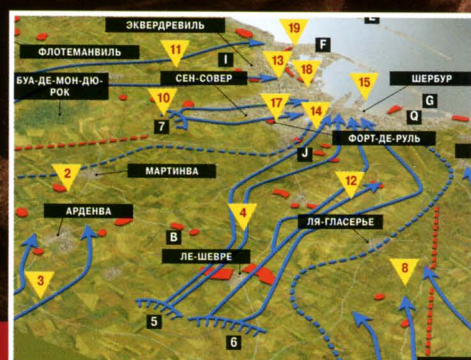 ЭКВЕРДРЕВИЛЬ
19
E
F
ФЛОТЕМАНВИЛЬ
11
I
13
18
БУА-ДЕ-МОН-ДЮ-
РОК
СЕН-СОВЕР
15
ШЕРБУР
10
17
14
G
Q
7
ФОРТ-ДЕ-РУЛЬ
J
2
МАРТИНВА
12
АРДЕНВА
4
B
ЛЯ-ГЛАСЕРЬЕ
ЛЕ-ШЕВРЕ
3
8
5
6